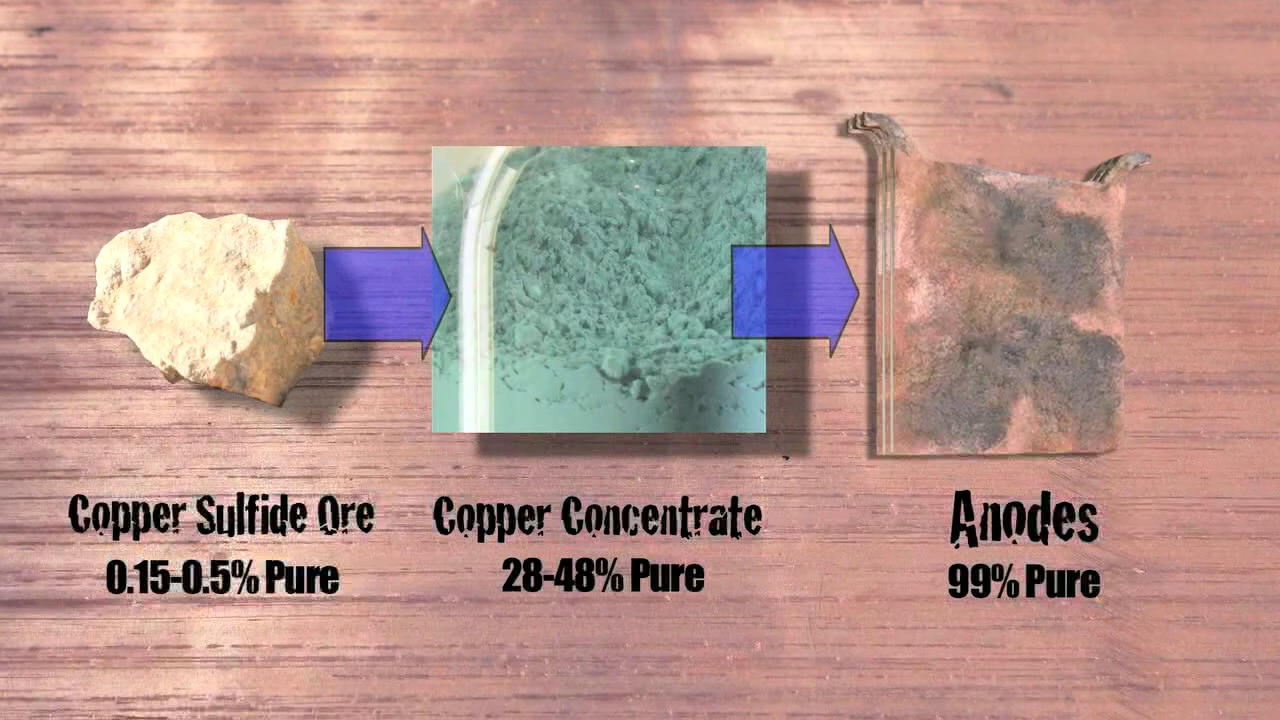 Copper Sulfide Ore
0.15-0.5% Pure
Copper Concentrate
28-48% Pure
Anodes
99% Pure